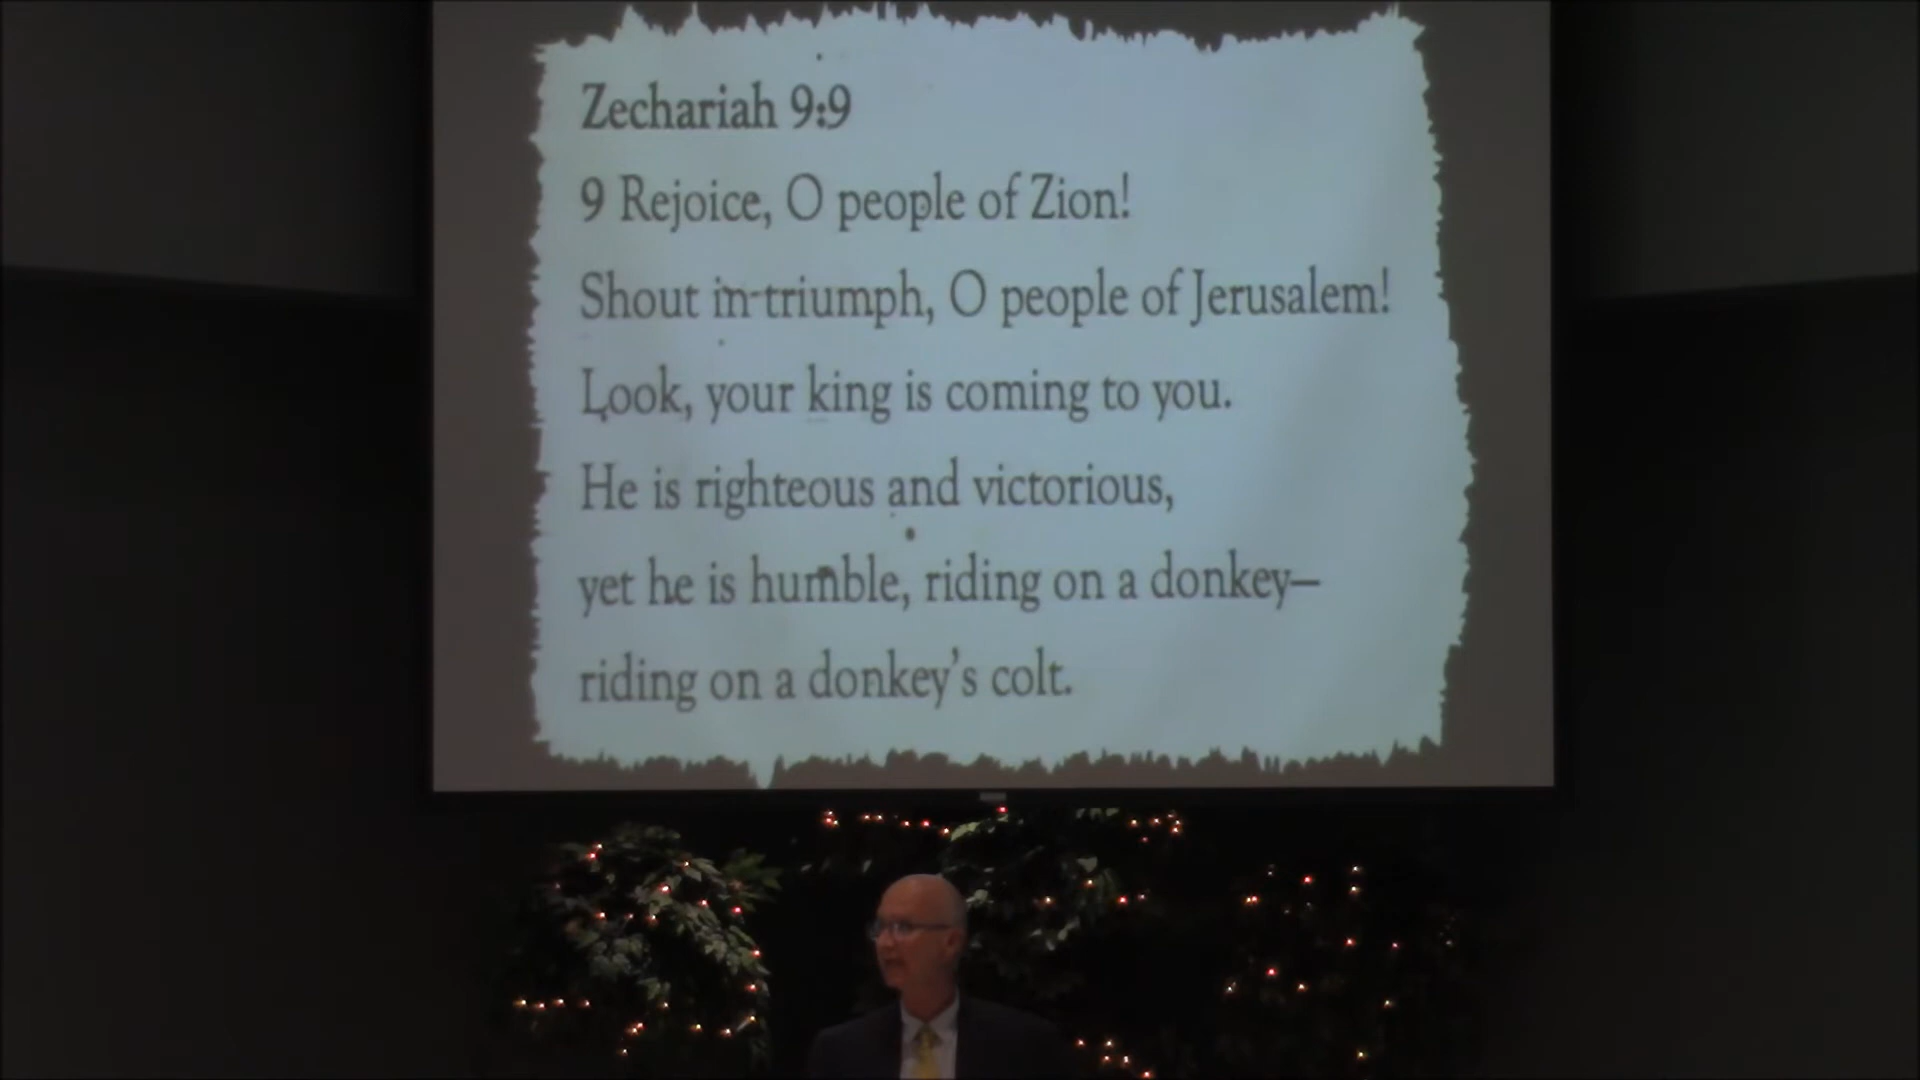 Zechariah 9:9
9 Rejoice, O people of Zion!
Shout in triumph, O people of Jerusalem!
Look, your king is coming to you.
He is righteous and victorious,
yet he is humble, riding on a donkey—
riding on a donkey's colt.